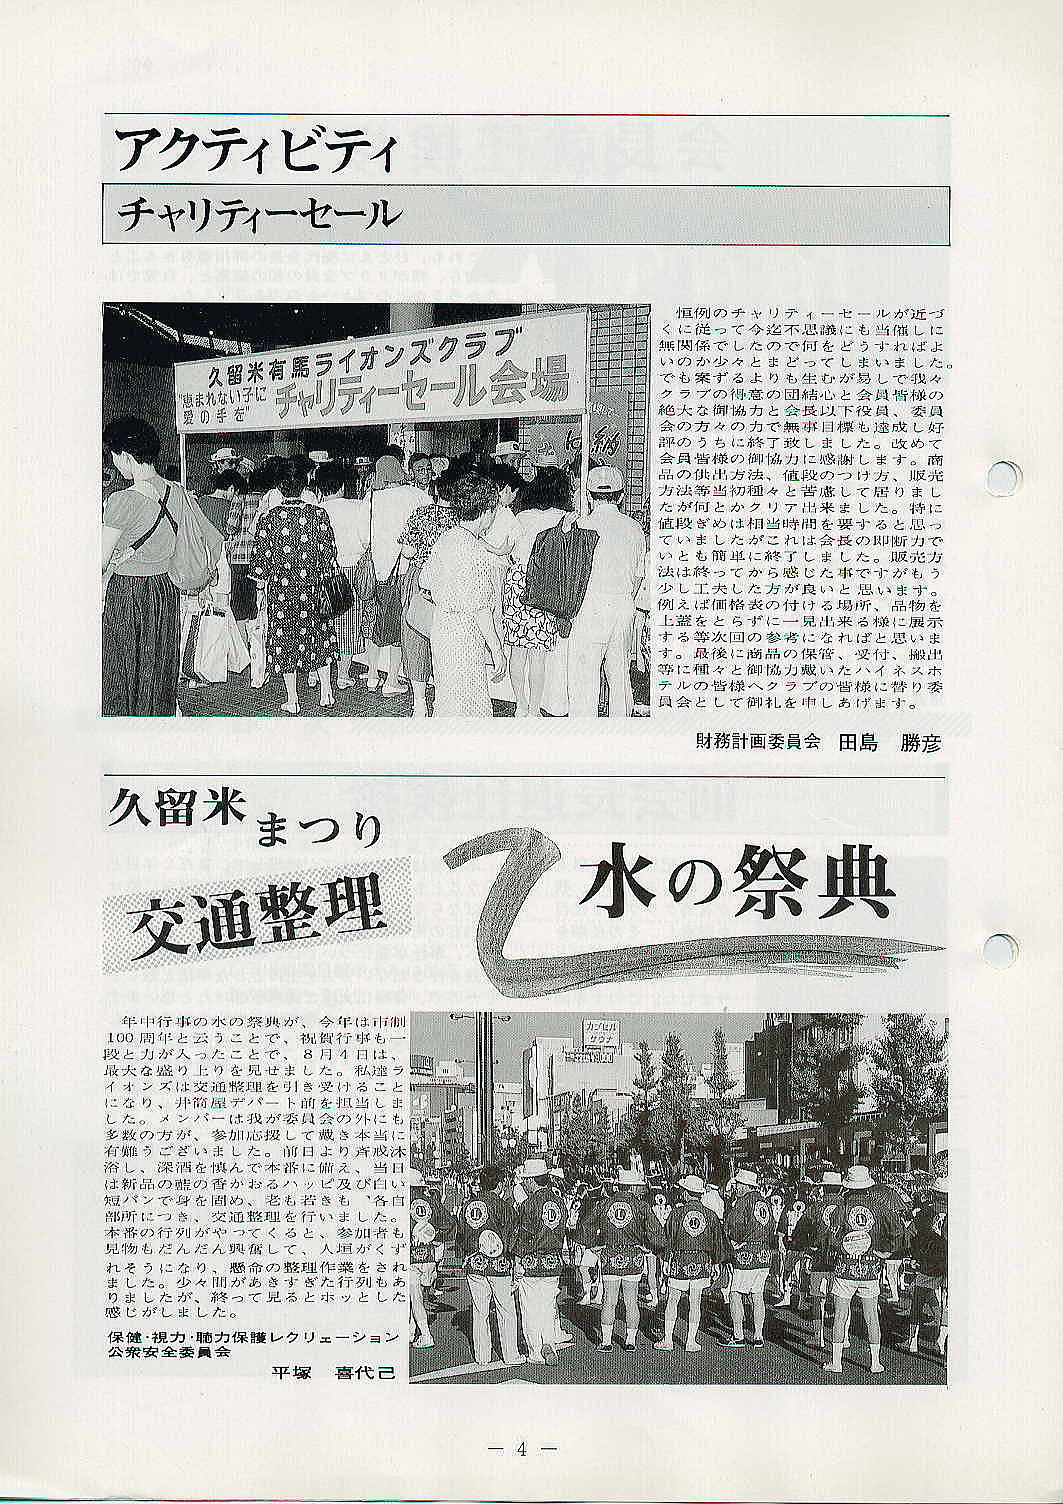 アクティビティ
チャリティーセール
久留米有馬ライオンズクラブ
"恵まれない子に
愛の手を"
チャリティーセール会場
恒例のチャリティーセールが近づ
くに従って今迄不思議にも当催しに
無関係でしたので何をどうすればよ
いのか少々とまどってしまいました。
でも案ずるよりも生むが易しで我々
クラブの得意の団結心と会員皆様の
絶大な御協力と会長以下役員、委員
会の方々の力で無事目標も達成し好
評のうちに終了致しました。改めて
会員皆様の御協力に感謝します。商
品の供出方法、値段のつけ方、販売
方法等当初種々と苦慮して居りまし
たが何とかクリア出来ました。特に
値段ぎめは相当時間を要すると思っ
ていましたがこれは会長の即断力で
いとも簡単に終了しました。販売方
法は終ってから感じた事ですがもう
少し工夫した方が良いと思います。
例えば価格表の付ける場所、品物を
上蓋をとらずに一見出来る様に展示
する等次回の参考になればと思いま
す。最後に商品の保管、受付、搬出
等に種々と御協力戴いたハイネスホ
テルの皆様へクラブの皆様に替り委
員会として御礼を申しあげます。
財務計画委員会 田島 勝彦
久留米まつり
水の祭典
交通整理
年中行事の水の祭典が、今年は市制
100周年と云うことで、祝賀行事も一
段と力が入ったことで、8月4日は、
最大な盛り上りを見せました。私達ラ
イオンズは交通整理を引き受けること
になり、井筒屋デパート前を担当しま
した。メンバーは我が委員会の外にも
多数の方が、参加応援して戴き本当に
有難うございました。前日より斉戒沐
浴し、深酒を慎んで本番に備え、当日
は新品の藍の香かおるハッピ及び白い
短パンで身を固め、老も若きも、各自
部所につき、交通整理を行いました。
本番の行列がやってくると、参加者も
見物もだんだん興奮して、人垣がくず
れそうになり、懸命の整理作業をされ
ました。少々間があきすぎた行列もあ
りましたが、終って見るとホッとした
感じがしました。
保健・視力・聴力保護レクリェーション
公衆安全委員会
平塚 喜代己
カプセル
サウナ
― 4 ―